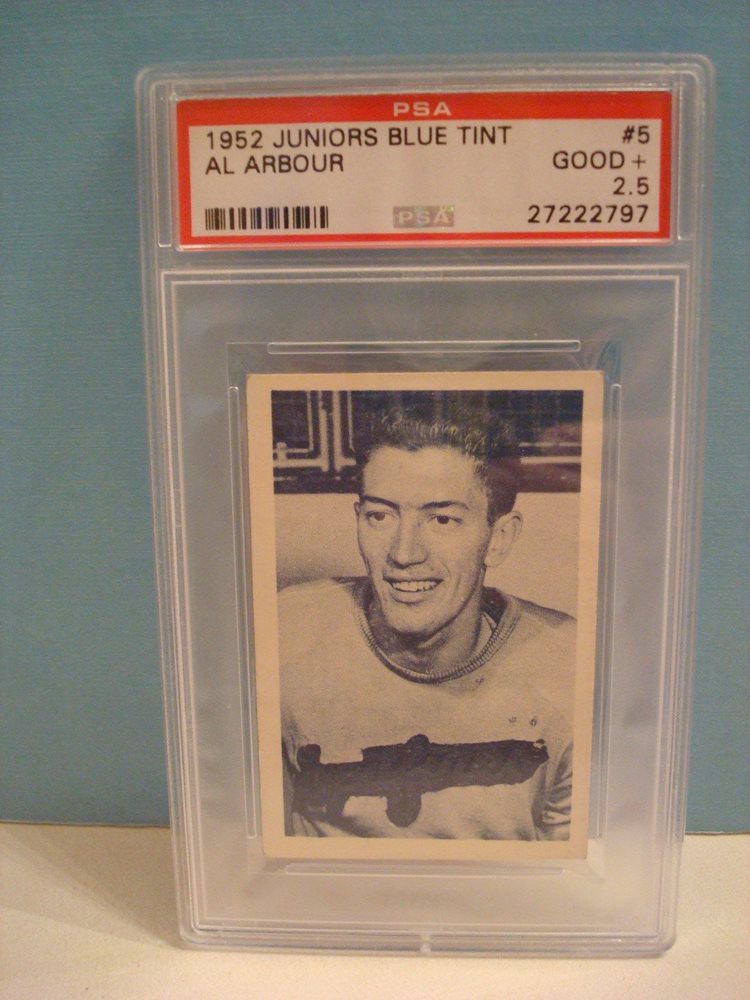 PSA
1952 JUNIORS BLUE TINT #5
AL ARBOUR GOOD +
2.5
PSA 27222797